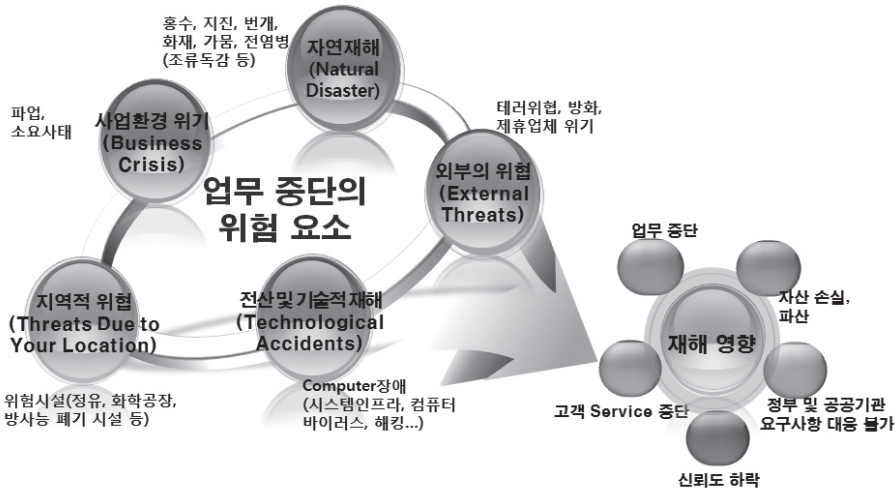 홍수, 지진, 번개,
화재, 가뭄, 전염병
(조류독감 등)
자연재해
(Natural
Disaster)
파업,
소요사태
사업환경 위기
(Business
Crisis)
테러위협, 방화,
제휴업체 위기
외부의 위협
(External
Threats)
업무 중단의
위험 요소
지역적 위협
(Threats Due to
Your Location)
위험시설(정유, 화학공장,
방사능 폐기 시설 등)
전산 및 기술적 재해
(Technological
Accidents)
Computer장애
(시스템인프라, 컴퓨터
바이러스, 해킹...)
업무 중단
자산 손실,
파산
재해 영향
고객 Service 중단
정부 및 공공기관
요구사항 대응 불가
신뢰도 하락